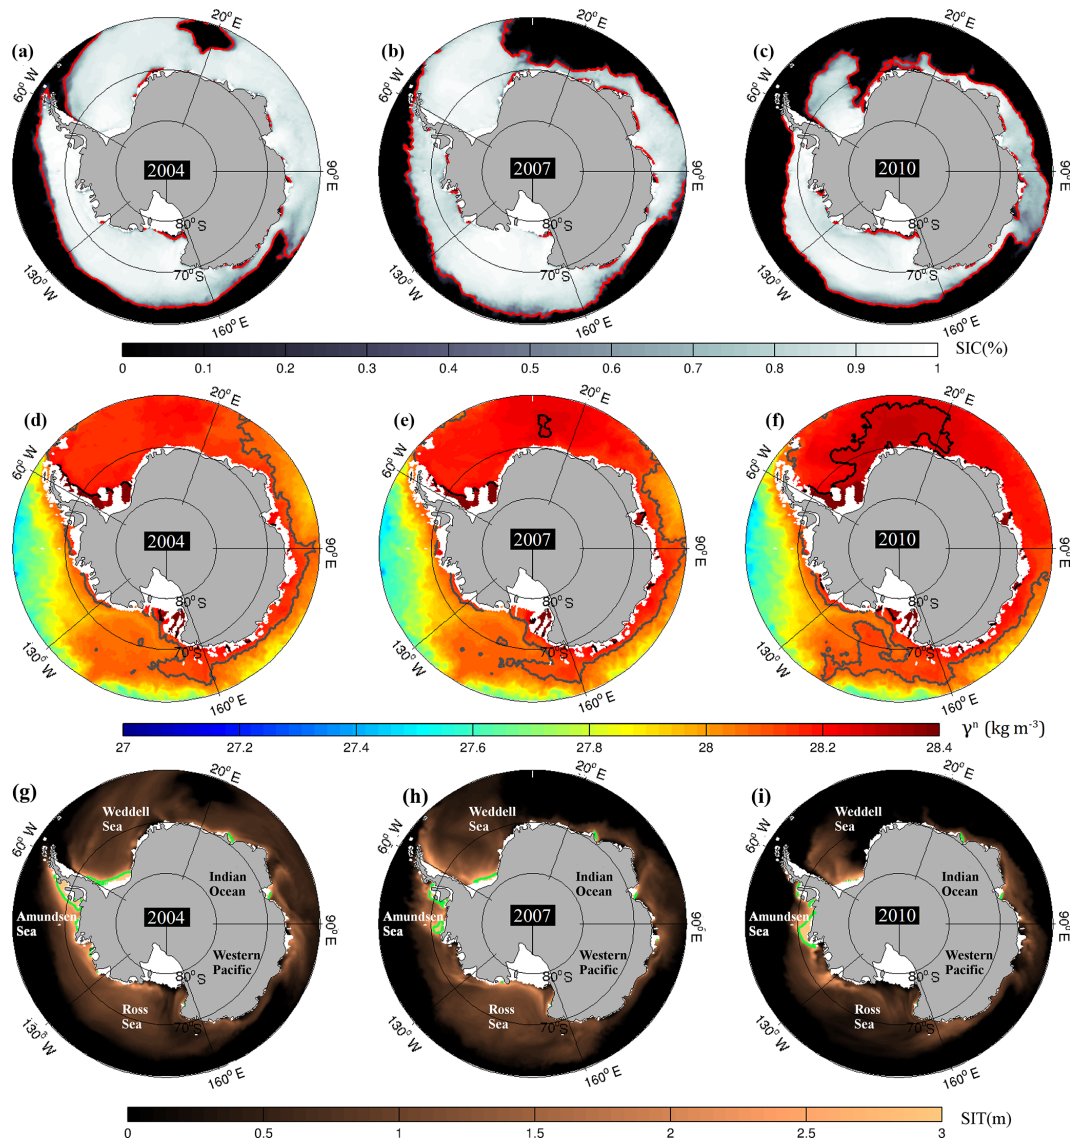 (a)
20° E
60° W
2004
90° E
80° S
70° S
130° W
160° E
(b)
20° E
60° W
2007
90° E
80° S
70° S
130° W
160° E
(c)
20° E
60° W
2010
90° E
80° S
70° S
130° W
160° E
0 0.1 0.2 0.3 0.4 0.5 0.6 0.7 0.8 0.9 1
SIC(%)
(d)
20° E
60° W
2004
90° E
80° S
70° S
130° W
160° E
(e)
20° E
60° W
2007
90° E
80° S
70° S
130° W
160° E
(f)
20° E
60° W
2010
90° E
80° S
70° S
130° W
160° E
27 27.2 27.4 27.6 27.8 28 28.2 28.4
γⁿ (kg m⁻³)
(g)
20° E
Weddell
Sea
60° W
Indian
Ocean
Amundsen
Sea
2004
90° E
Western
Pacific
80° S
Ross
Sea
70° S
130° W
160° E
(h)
20° E
Weddell
Sea
60° W
Indian
Ocean
Amundsen
Sea
2007
90° E
Western
Pacific
80° S
Ross
Sea
70° S
130° W
160° E
(i)
20° E
Weddell
Sea
60° W
Indian
Ocean
Amundsen
Sea
2010
90° E
Western
Pacific
80° S
Ross
Sea
70° S
130° W
160° E
0 0.5 1 1.5 2 2.5 3
SIT(m)